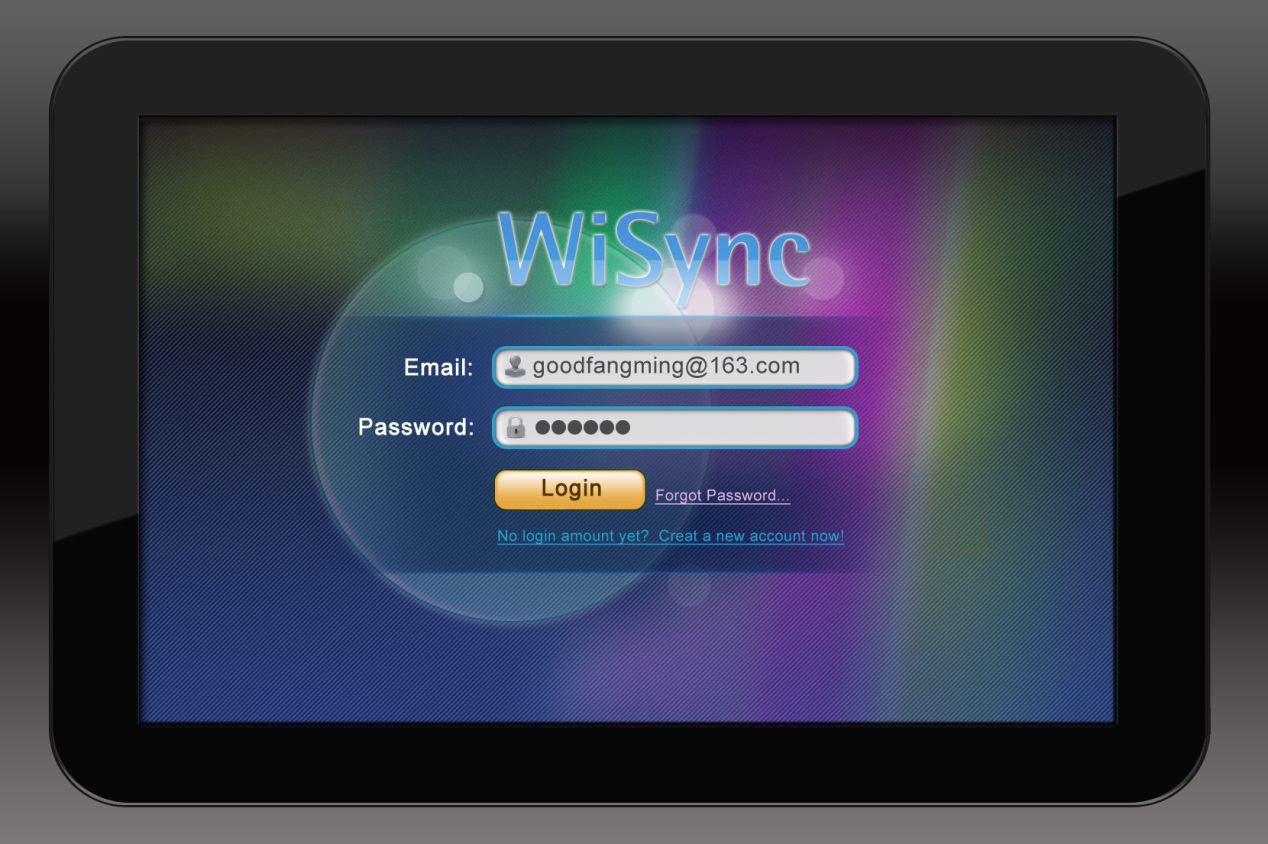 WiSync
Email: goodfangming@163.com
Password: ●●●●●●
Login Forgot Password...
No login amount yet? Creat a new account now!